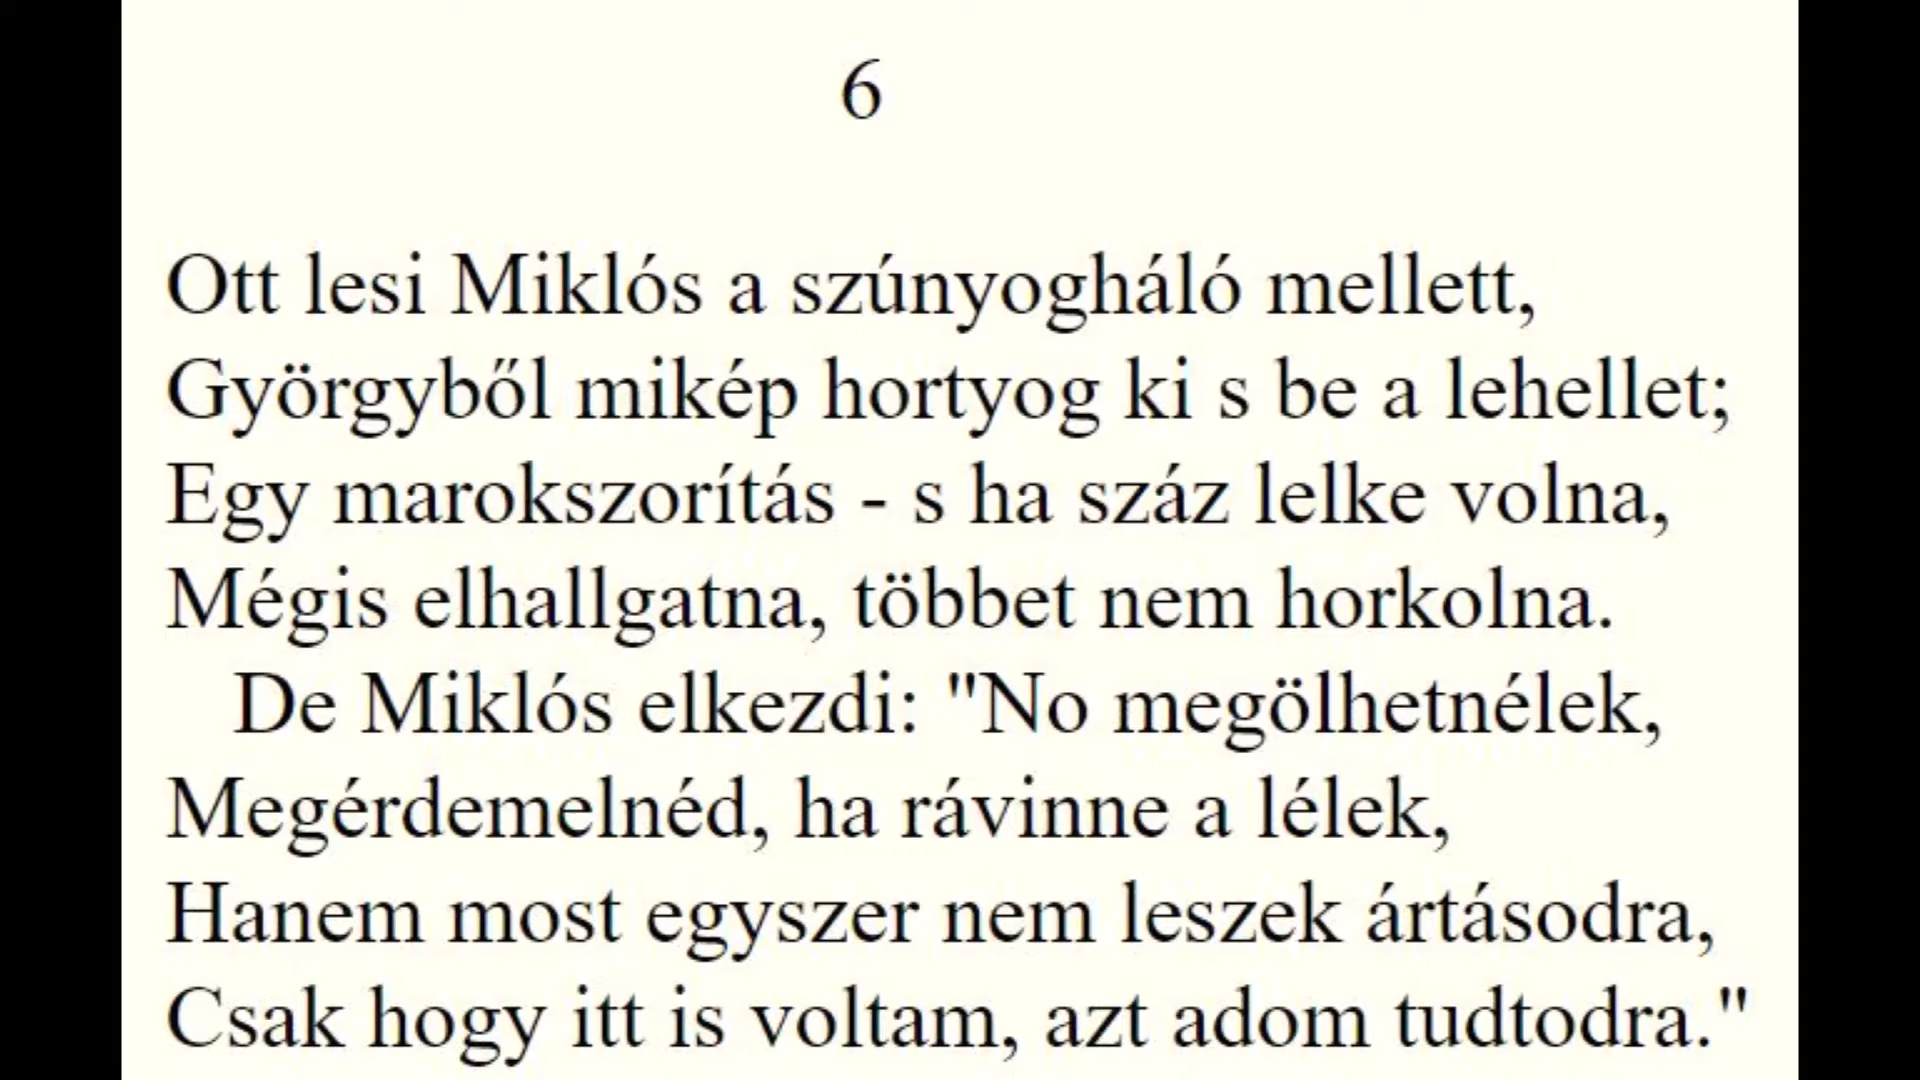 6
Ott lesi Miklós a szúnyogháló mellett,
Györgyből mikép hortyog ki s be a lehellet;
Egy marokszorítás - s ha száz lelke volna,
Mégis elhallgatna, többet nem horkolna.
De Miklós elkezdi: "No megölhetnélek,
Megérdemelnéd, ha rávinne a lélek,
Hanem most egyszer nem leszek ártásodra,
Csak hogy itt is voltam, azt adom tudtodra."